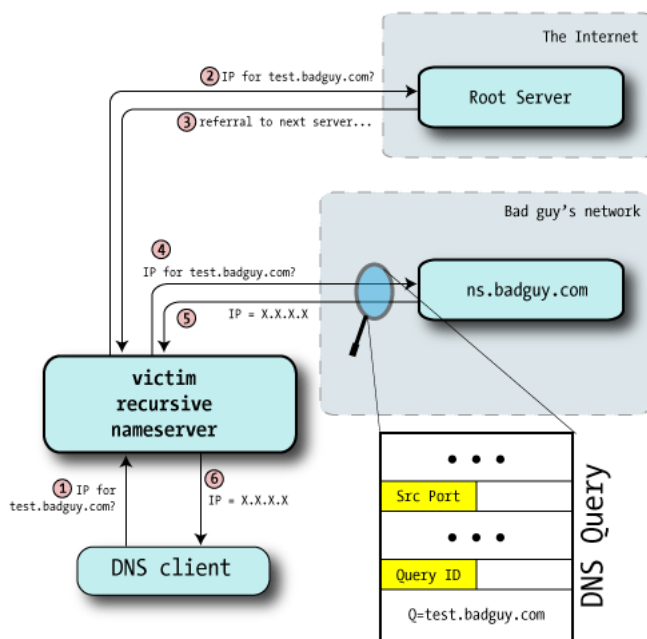 The Internet
2 IP for test.badguy.com?
Root Server
3 referral to next server...
Bad guy's network
4
IP for test.badguy.com?
ns.badguy.com
5 IP = X.X.X.X
victim
recursive
nameserver
1 IP for
test.badguy.com?
6
IP = X.X.X.X
DNS client
• • •
Src Port
• • •
Query ID
Q=test.badguy.com
DNS Query